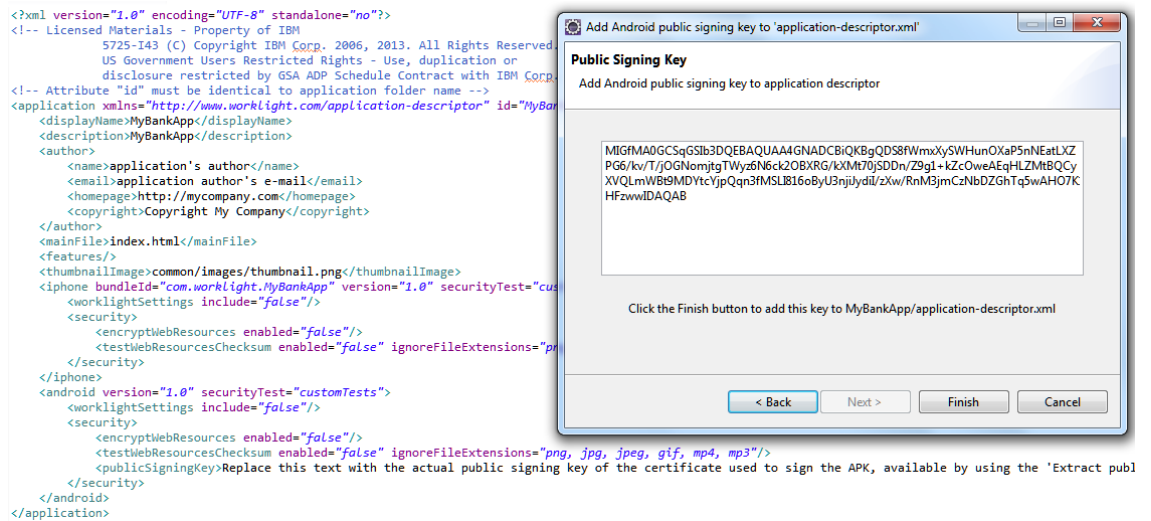 <?xml version="1.0" encoding="UTF-8" standalone="no"?>
<!-- Licensed Materials - Property of IBM
5725-I43 (C) Copyright IBM Corp. 2006, 2013. All Rights Reserved.
US Government Users Restricted Rights - Use, duplication or
disclosure restricted by GSA ADP Schedule Contract with IBM Corp.
<!-- Attribute "id" must be identical to application folder name -->
<application xmlns="http://www.worklight.com/application-descriptor" id="MyBan
<displayName>MyBankApp</displayName>
<description>MyBankApp</description>
<author>
<name>application's author</name>
<email>application author's e-mail</email>
<homepage>http://mycompany.com</homepage>
<copyright>Copyright My Company</copyright>
</author>
<mainFile>index.html</mainFile>
<features/>
<thumbnailImage>common/images/thumbnail.png</thumbnailImage>
<iphone bundleId="com.worklight.MyBankApp" version="1.0" securityTest="cus
<worklightSettings include="false"/>
<security>
<encryptWebResources enabled="false"/>
<testWebResourcesChecksum enabled="false" ignoreFileExtensions="pn
</security>
</iphone>
<android version="1.0" securityTest="customTests">
<worklightSettings include="false"/>
<security>
<encryptWebResources enabled="false"/>
<testWebResourcesChecksum enabled="false" ignoreFileExtensions="png, jpg, jpeg, gif, mp4, mp3"/>
<publicSigningKey>Replace this text with the actual public signing key of the certificate used to sign the APK, available by using the 'Extract publ
</security>
</android>
</application>
Add Android public signing key to 'application-descriptor.xml'
Public Signing Key
Add Android public signing key to application descriptor
MIGfMA0GCSqGSIb3DQEBAQUAA4GNADCBiQKBgQDS8fWmxXySWHunOXaP5nNEatLXZ
PG6/kv/T/jOGNomjtgTWyz6N6ck2OBXRG/kXMt70jSDDn/Z9g1+kZcOweAEqHLZMtBQCy
XVQLmWBt9MDYtcYjpQqn3fMSLl816oByU3njiJydiI/zXw/RnM3jmCzNbDZGhTq5wAHO7K
HFzwwIDAQAB
Click the Finish button to add this key to MyBankApp/application-descriptor.xml
< Back
Next >
Finish
Cancel